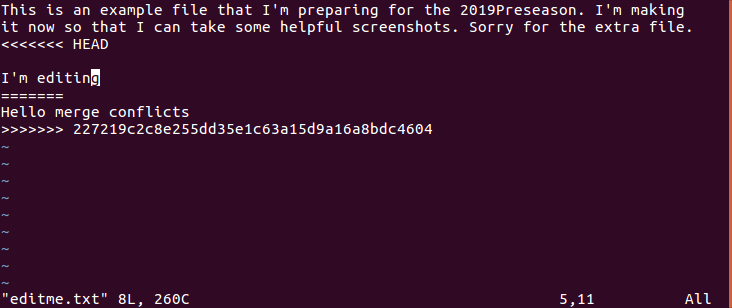 This is an example file that I'm preparing for the 2019Preseason. I'm making
it now so that I can take some helpful screenshots. Sorry for the extra file.
<<<<<<< HEAD

I'm editing
=======
Hello merge conflicts
>>>>>>> 227219c2c8e255dd35e1c63a15d9a16a8bdc4604
~
~
~
~
~
~
~
~
~
"editme.txt" 8L, 260C 5,11 All